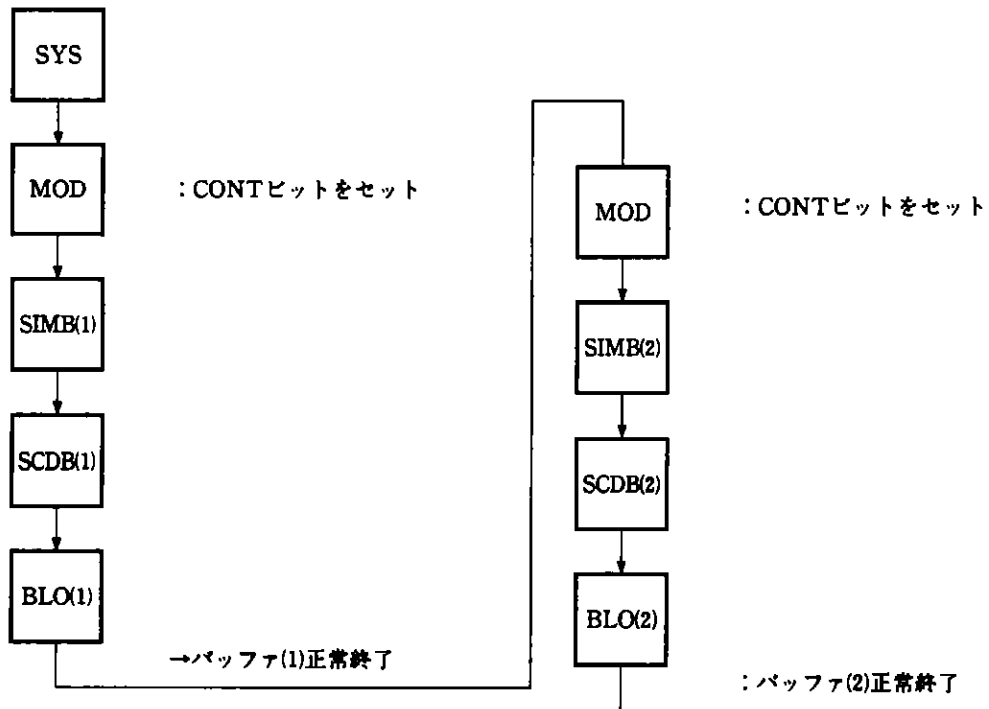 SYS
MOD
:CONTビットをセット
SIMB(1)
SCDB(1)
BLO(1)
→バッファ(1)正常終了
MOD
:CONTビットをセット
SIMB(2)
SCDB(2)
BLO(2)
:バッファ(2)正常終了